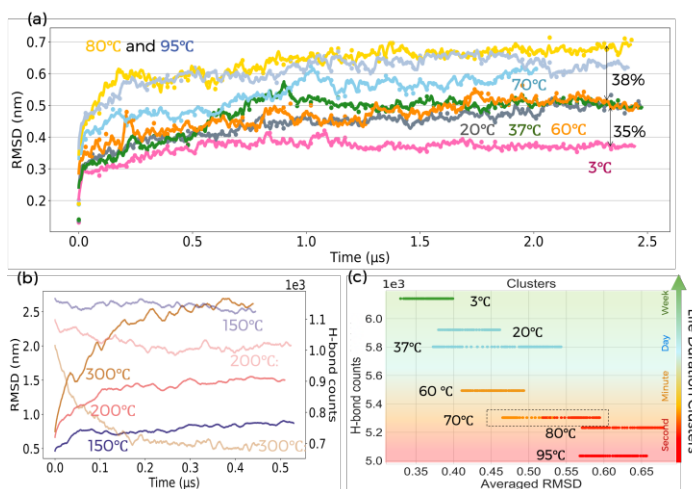 (a)
80℃ and 95℃
0.7
0.6
0.5
0.4
0.3
0.2
RMSD (nm)
70℃
20℃ 37℃ 60℃
3℃
38%
35%
0.0 0.5 1.0 1.5 2.0 2.5
Time (μs)
(b)
1e3
2.5
2.0
1.5
1.0
0.5
RMSD (nm)
150℃
200℃
300℃
200℃
150℃
300℃
1.1
1.0
0.9
0.8
0.7
H-bond counts
0.0 0.1 0.2 0.3 0.4 0.5
Time (μs)
(c)
1e3
Clusters
6.2
6.0
5.8
5.6
5.4
5.2
5.0
H-bond counts
3℃
20℃
37℃
60 ℃
70℃
80℃
95℃
Week
Day
Minute
Second
0.35 0.40 0.45 0.50 0.55 0.60 0.65
Averaged RMSD